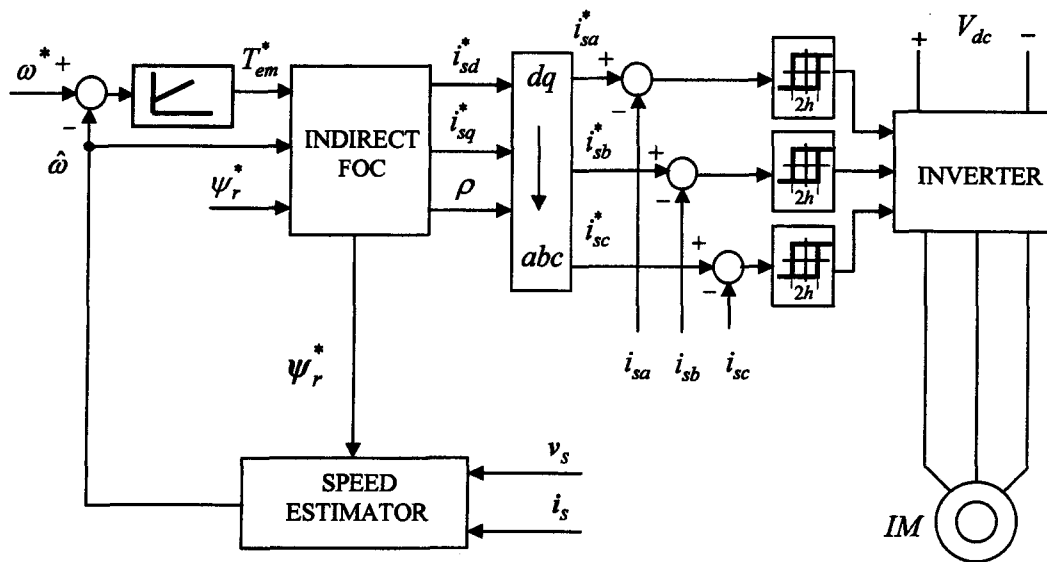 ω* +
−
ω̂
T*em
INDIRECT
FOC
ψ*r
i*sd
i*sq
ρ
dq
abc
i*sa
+
−
i*sb
+
−
i*sc
+
−
isa
isb
isc
2h
2h
2h
+ Vdc −
INVERTER
IM
ψ*r
SPEED
ESTIMATOR
vs
is